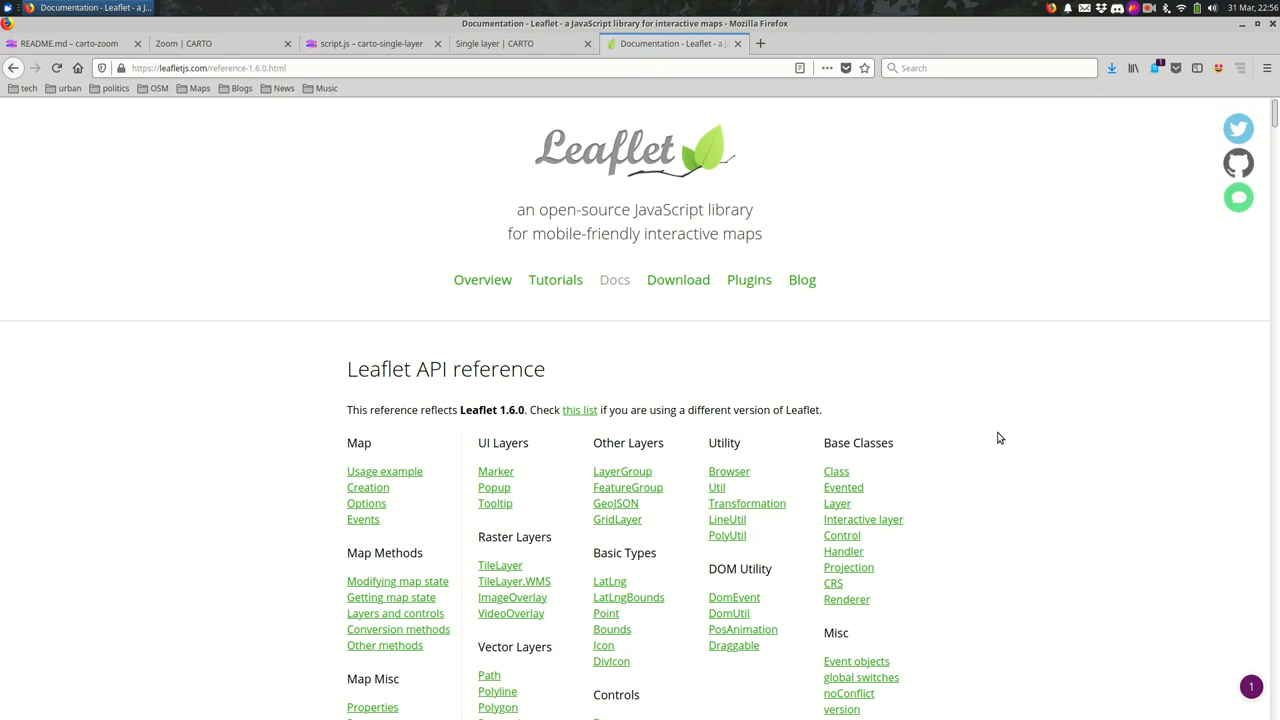 Documentation - Leaflet - a J...
31 Mar, 22:56
Documentation - Leaflet - a JavaScript library for interactive maps - Mozilla Firefox
README.md – carto-zoom
Zoom | CARTO
script.js – carto-single-layer
Single layer | CARTO
Documentation - Leaflet - a J
https://leafletjs.com/reference-1.6.0.html
Search
1
tech
urban
politics
OSM
Maps
Blogs
News
Music
Leaflet
an open-source JavaScript library
for mobile-friendly interactive maps
Overview Tutorials Docs Download Plugins Blog
Leaflet API reference
This reference reflects Leaflet 1.6.0. Check this list if you are using a different version of Leaflet.
Map
Usage example
Creation
Options
Events
Map Methods
Modifying map state
Getting map state
Layers and controls
Conversion methods
Other methods
Map Misc
Properties
UI Layers
Marker
Popup
Tooltip
Raster Layers
TileLayer
TileLayer.WMS
ImageOverlay
VideoOverlay
Vector Layers
Path
Polyline
Polygon
Other Layers
LayerGroup
FeatureGroup
GeoJSON
GridLayer
Basic Types
LatLng
LatLngBounds
Point
Bounds
Icon
DivIcon
Controls
Utility
Browser
Util
Transformation
LineUtil
PolyUtil
DOM Utility
DomEvent
DomUtil
PosAnimation
Draggable
Base Classes
Class
Evented
Layer
Interactive layer
Control
Handler
Projection
CRS
Renderer
Misc
Event objects
global switches
noConflict
version
1